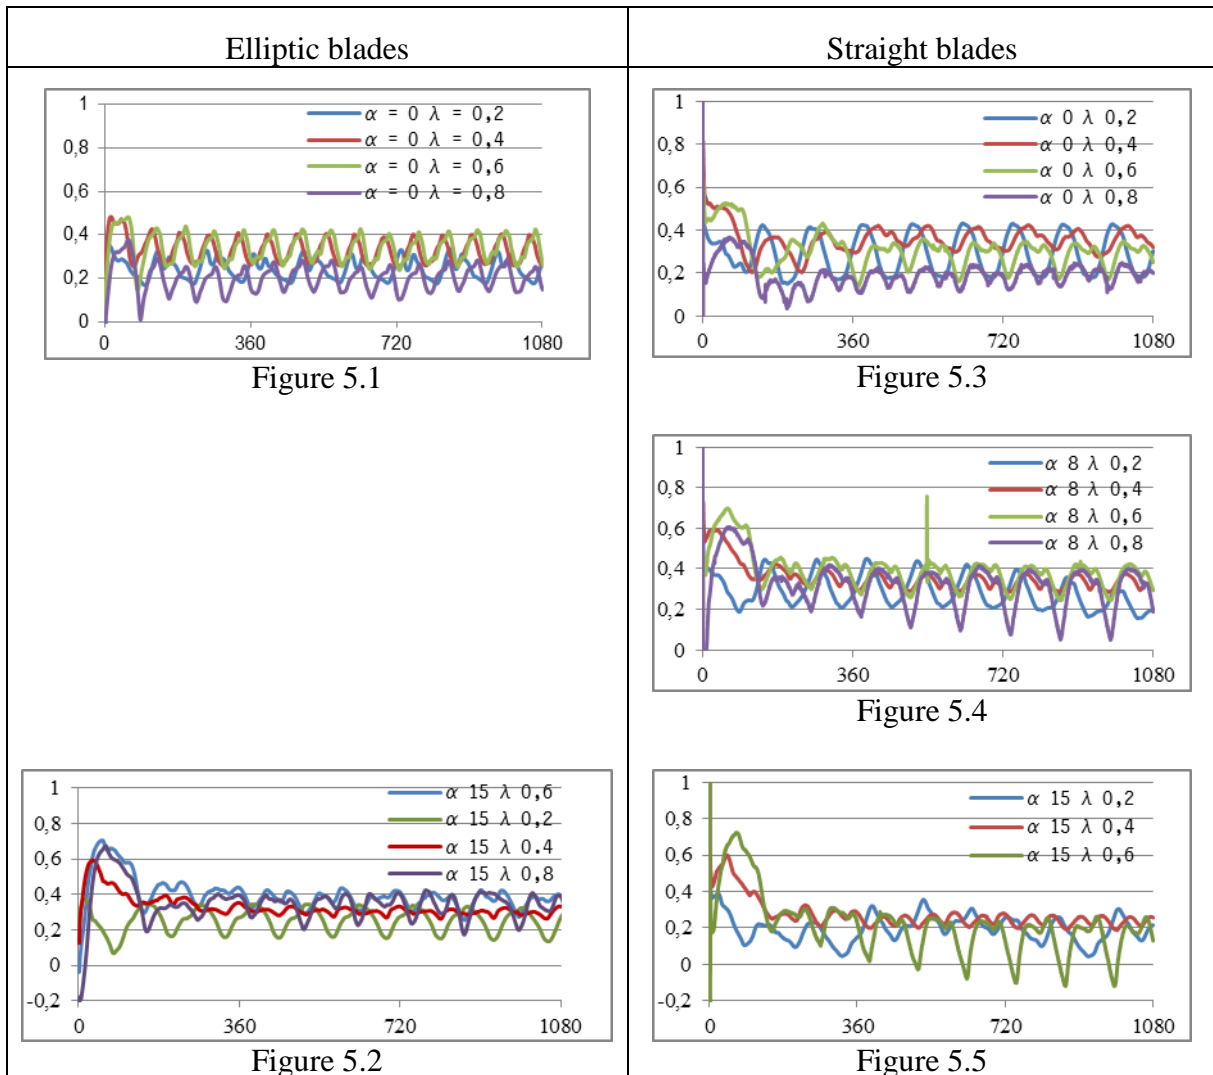 Elliptic blades
Straight blades
1
0,8
0,6
0,4
0,2
0
0
360
720
1080
α = 0 λ = 0,2
α = 0 λ = 0,4
α = 0 λ = 0,6
α = 0 λ = 0,8
Figure 5.1
1
0,8
0,6
0,4
0,2
0
0
360
720
1080
α 0 λ 0,2
α 0 λ 0,4
α 0 λ 0,6
α 0 λ 0,8
Figure 5.3
1
0,8
0,6
0,4
0,2
0
0
360
720
1080
α 8 λ 0,2
α 8 λ 0,4
α 8 λ 0,6
α 8 λ 0,8
Figure 5.4
1
0,8
0,6
0,4
0,2
0
-0,2
0
360
720
1080
α 15 λ 0,6
α 15 λ 0,2
α 15 λ 0.4
α 15 λ 0,8
Figure 5.2
1
0,8
0,6
0,4
0,2
0
-0,2
0
360
720
1080
α 15 λ 0,2
α 15 λ 0,4
α 15 λ 0,6
Figure 5.5